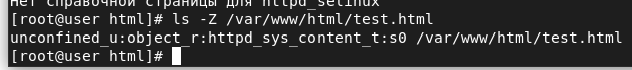 Нет справочной страницы для httpd_selinux
[root@user html]# ls -Z /var/www/html/test.html
unconfined_u:object_r:httpd_sys_content_t:s0 /var/www/html/test.html
[root@user html]#